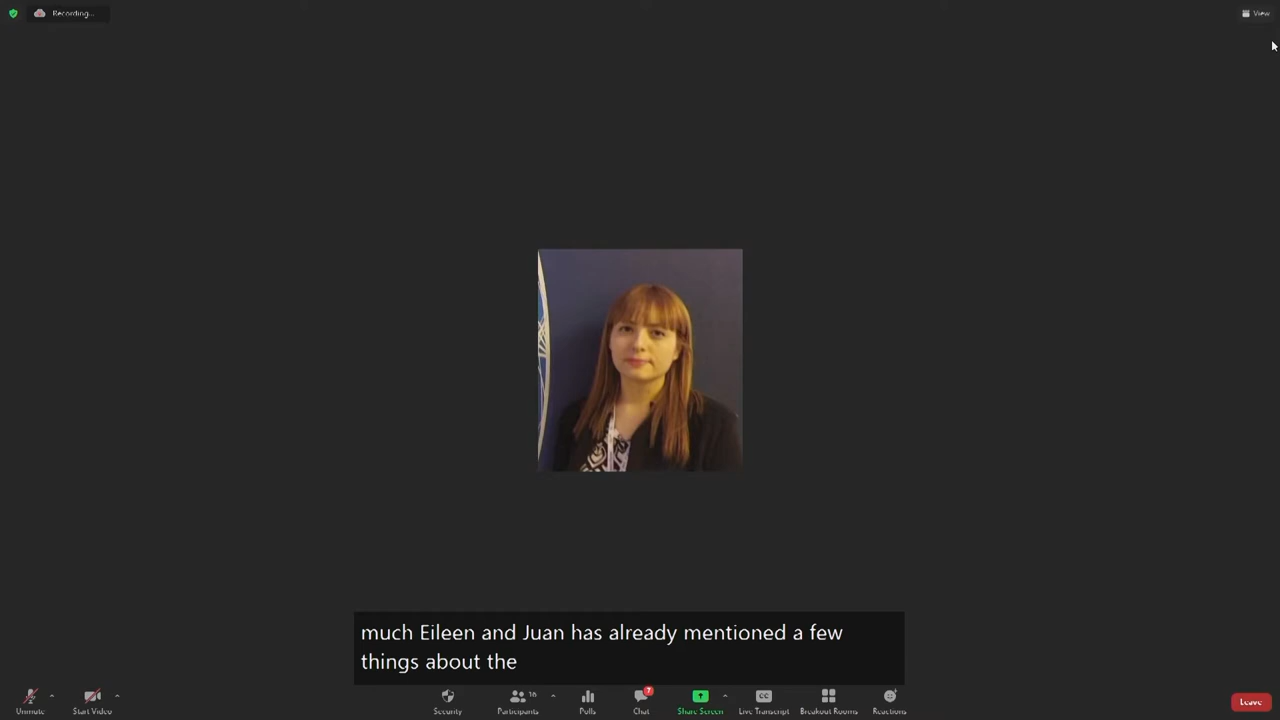 Recording...
View
much Eileen and Juan has already mentioned a few
things about the
16
7
CC
Unmute
Start Video
Security
Participants
Polls
Chat
Share Screen
Live Transcript
Breakout Rooms
Reactions
Leave